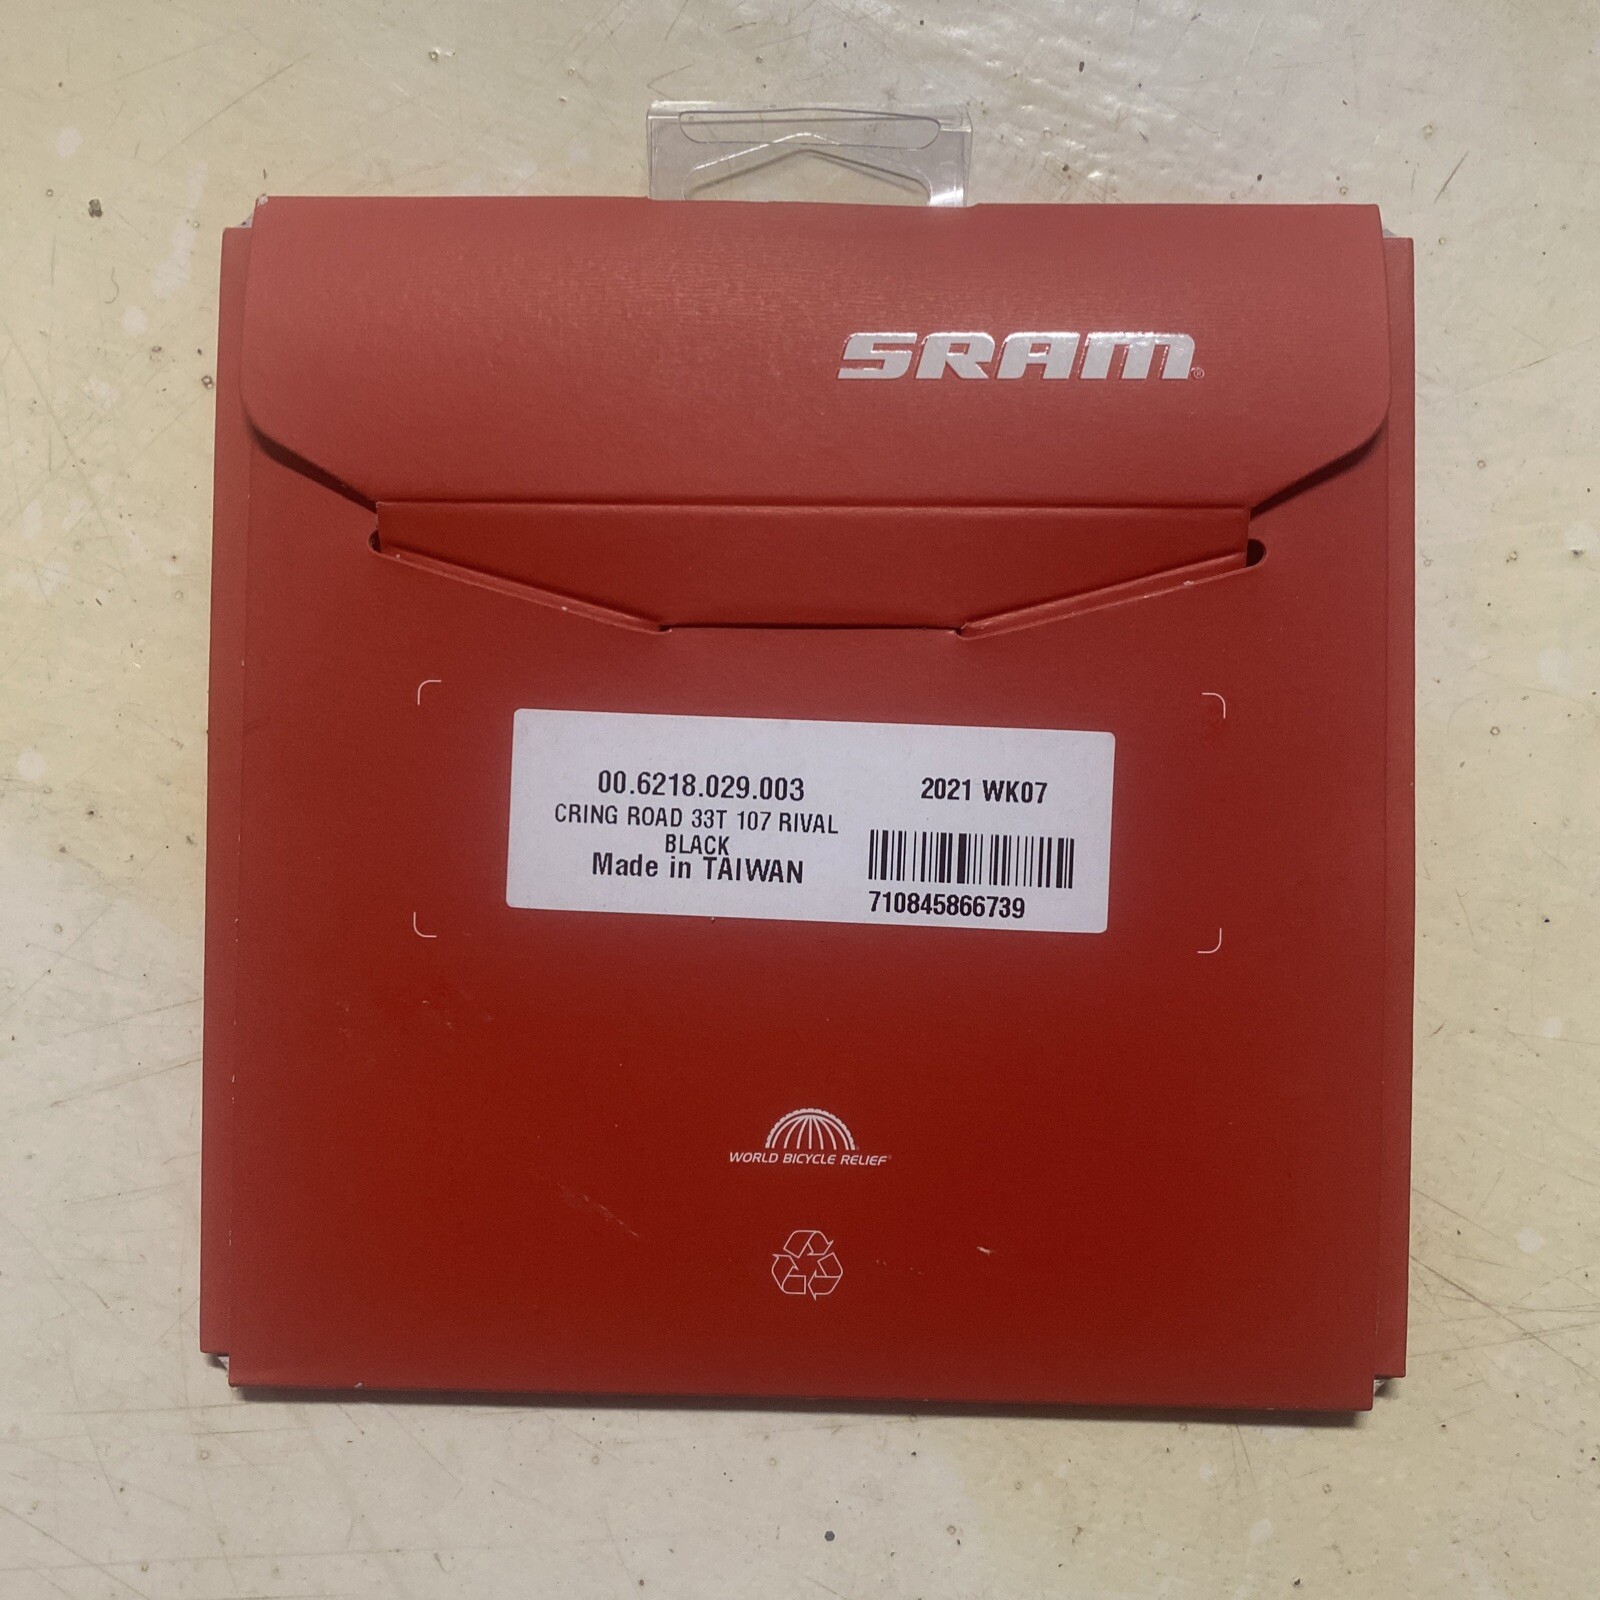 SRAM®
00.6218.029.003
2021 WK07
CRING ROAD 33T 107 RIVAL
BLACK
Made in TAIWAN
710845866739
WORLD BICYCLE RELIEF®